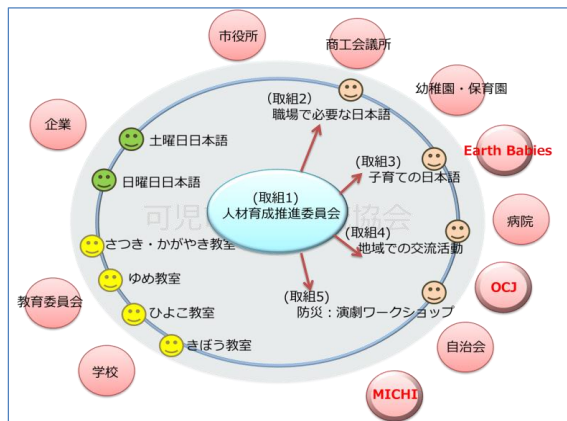 市役所
商工会議所
幼稚園・保育園
企業
(取組2)
職場で必要な日本語
土曜日日本語
Earth Babies
(取組3)
子育ての日本語
日曜日日本語
(取組1)
人材育成推進委員会
可児
協会
病院
(取組4)
地域での交流活動
さつき・かがやき教室
ゆめ教室
OCJ
教育委員会
(取組5)
防災：演劇ワークショップ
ひよこ教室
自治会
きぼう教室
学校
MICHI